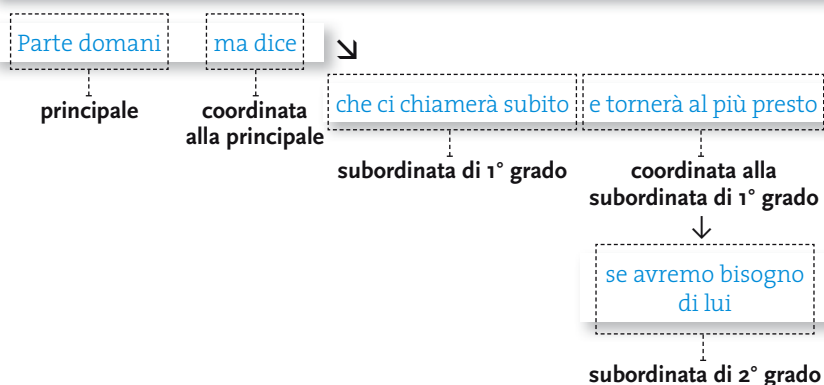 Parte domani ma dice
principale coordinata
alla principale
che ci chiamerà subito e tornerà al più presto
subordinata di 1° grado coordinata alla
subordinata di 1° grado
se avremo bisogno
di lui
subordinata di 2° grado